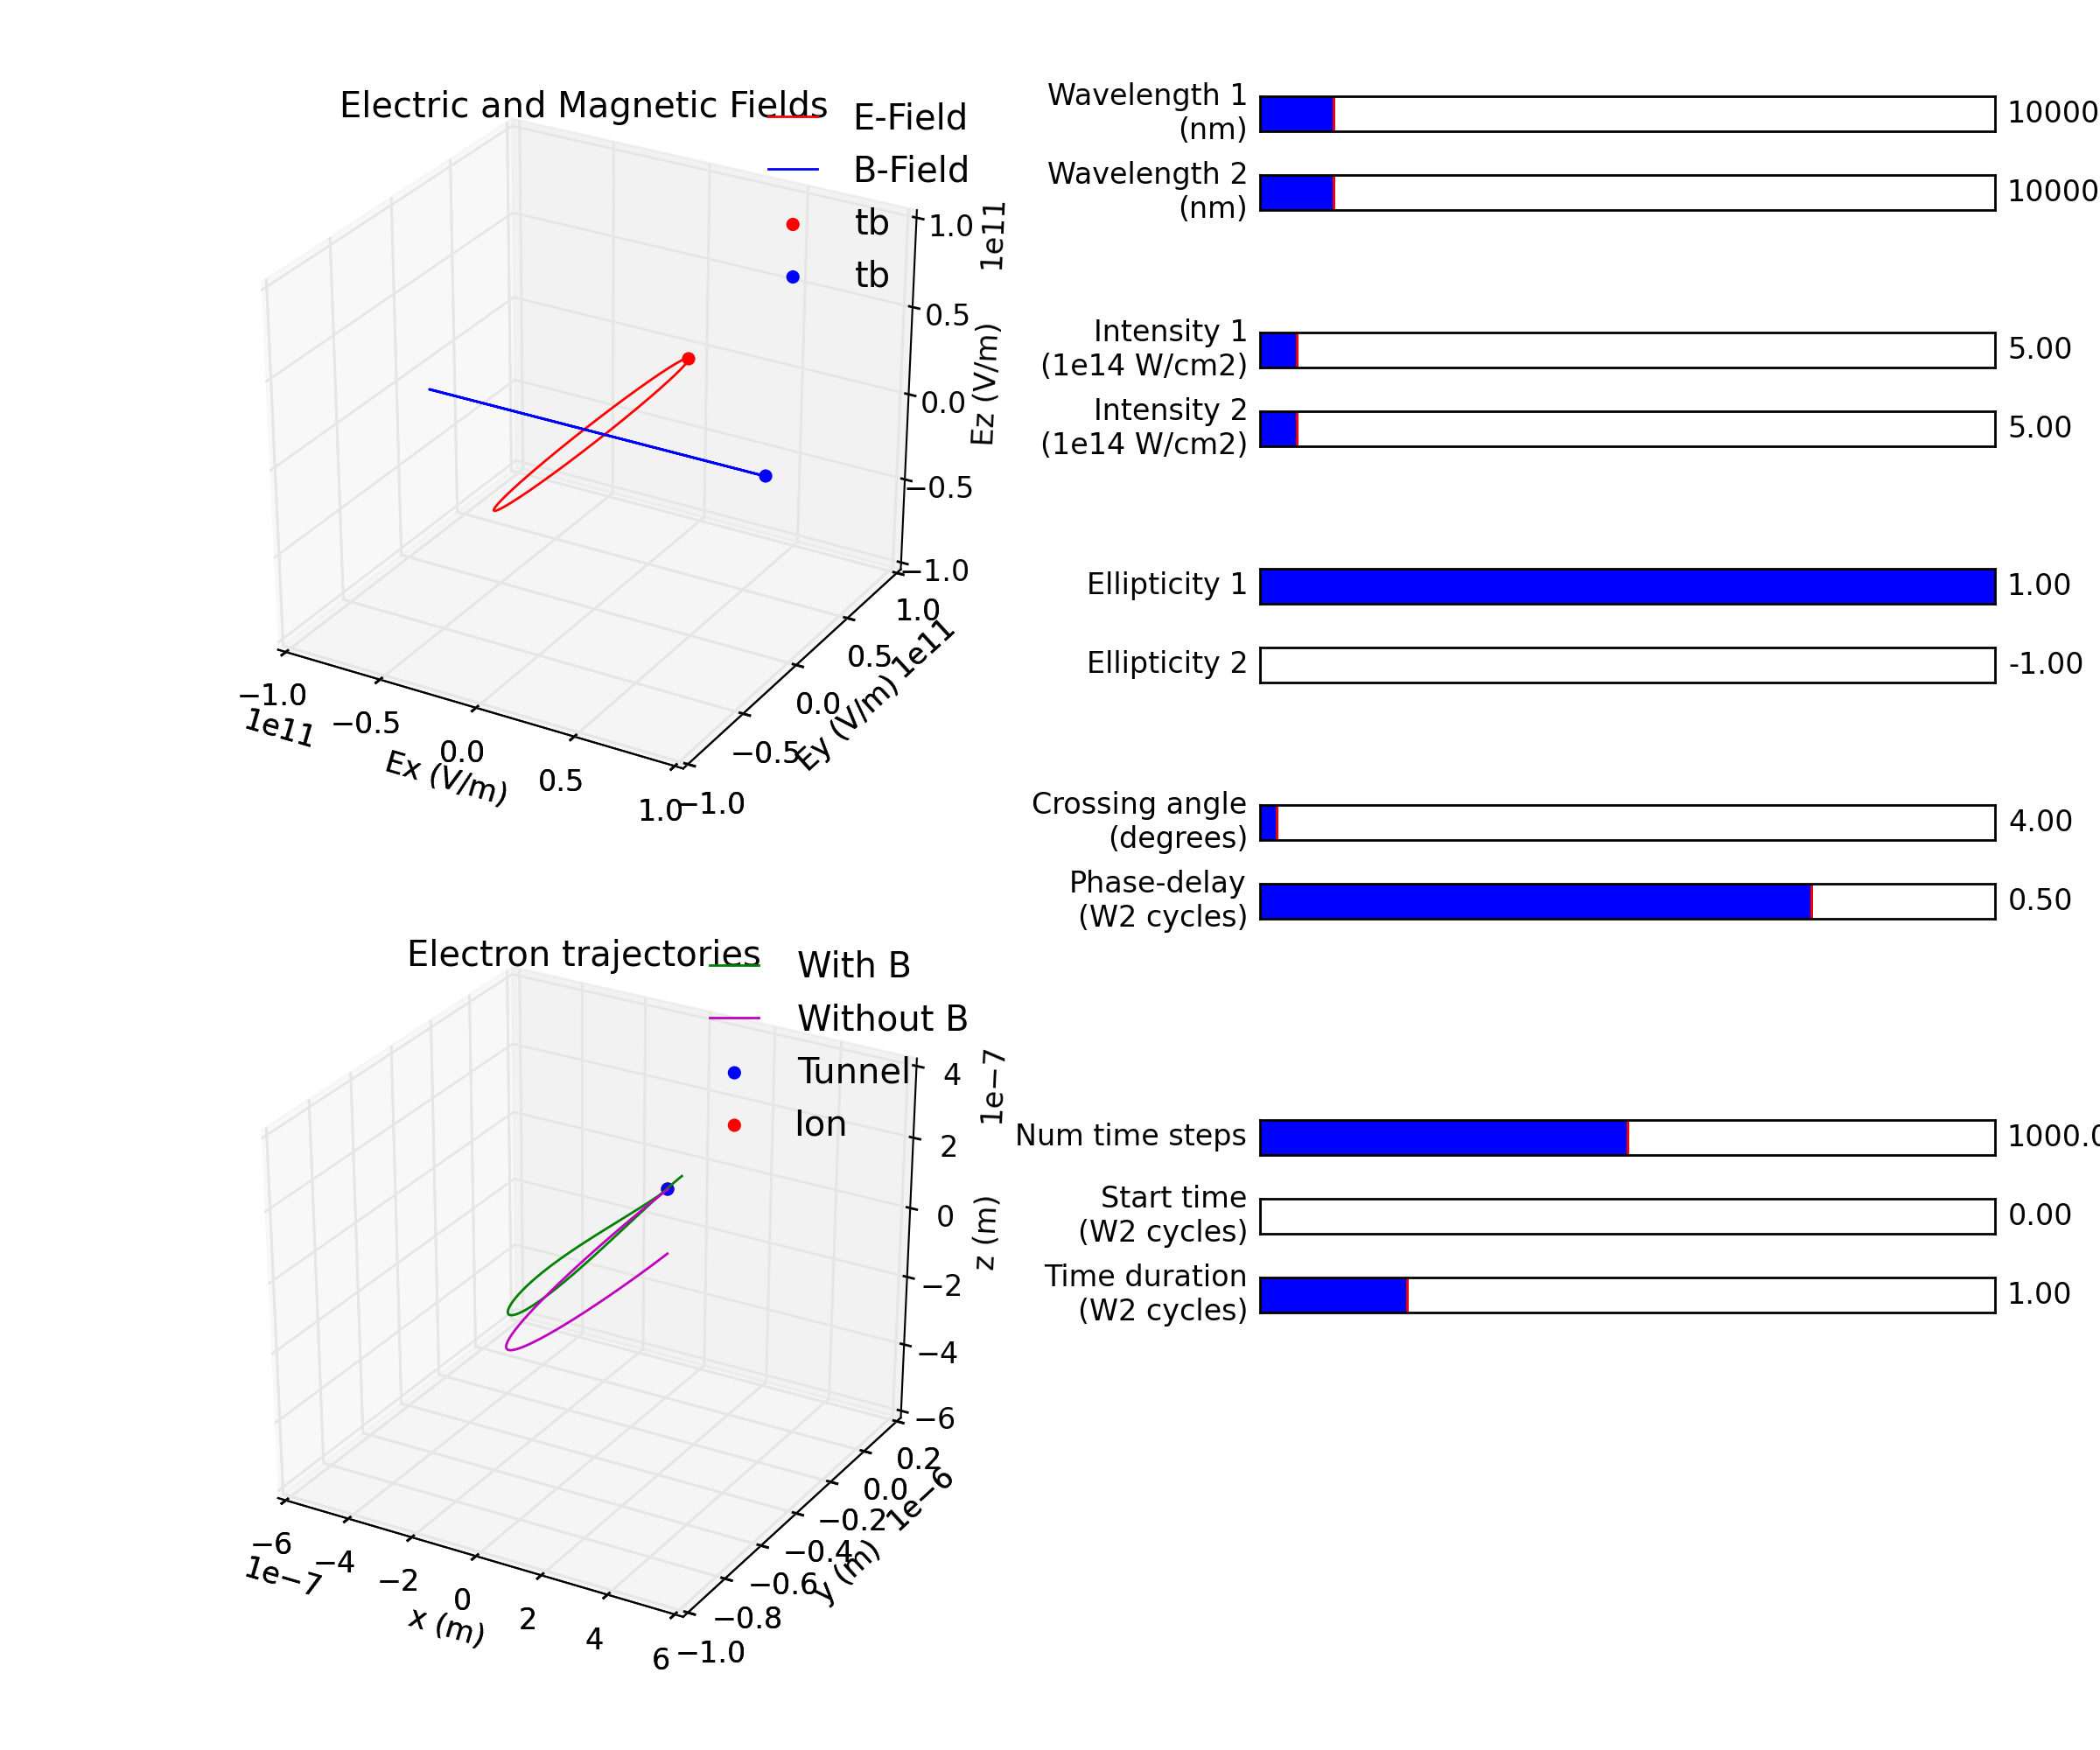 Electric and Magnetic Fields
E-Field
B-Field
tb
tb
1.0
0.5
0.0
−0.5
−1.0
1e11
Ez (V/m)
1.0
0.5
0.0
−0.5
−1.0
1e11
Ey (V/m)
−1.0
−0.5
0.0
0.5
1.0
1e11
Ex (V/m)
Electron trajectories
With B
Without B
Tunnel
Ion
4
2
0
−2
−4
−6
1e−7
z (m)
0.2
0.0
−0.2
−0.4
−0.6
−0.8
−1.0
1e−6
y (m)
−6
−4
−2
0
2
4
6
1e−7
x (m)
Wavelength 1
(nm)
10000
Wavelength 2
(nm)
10000
Intensity 1
(1e14 W/cm2)
5.00
Intensity 2
(1e14 W/cm2)
5.00
Ellipticity 1
1.00
Ellipticity 2
-1.00
Crossing angle
(degrees)
4.00
Phase-delay
(W2 cycles)
0.50
Num time steps
1000.0
Start time
(W2 cycles)
0.00
Time duration
(W2 cycles)
1.00